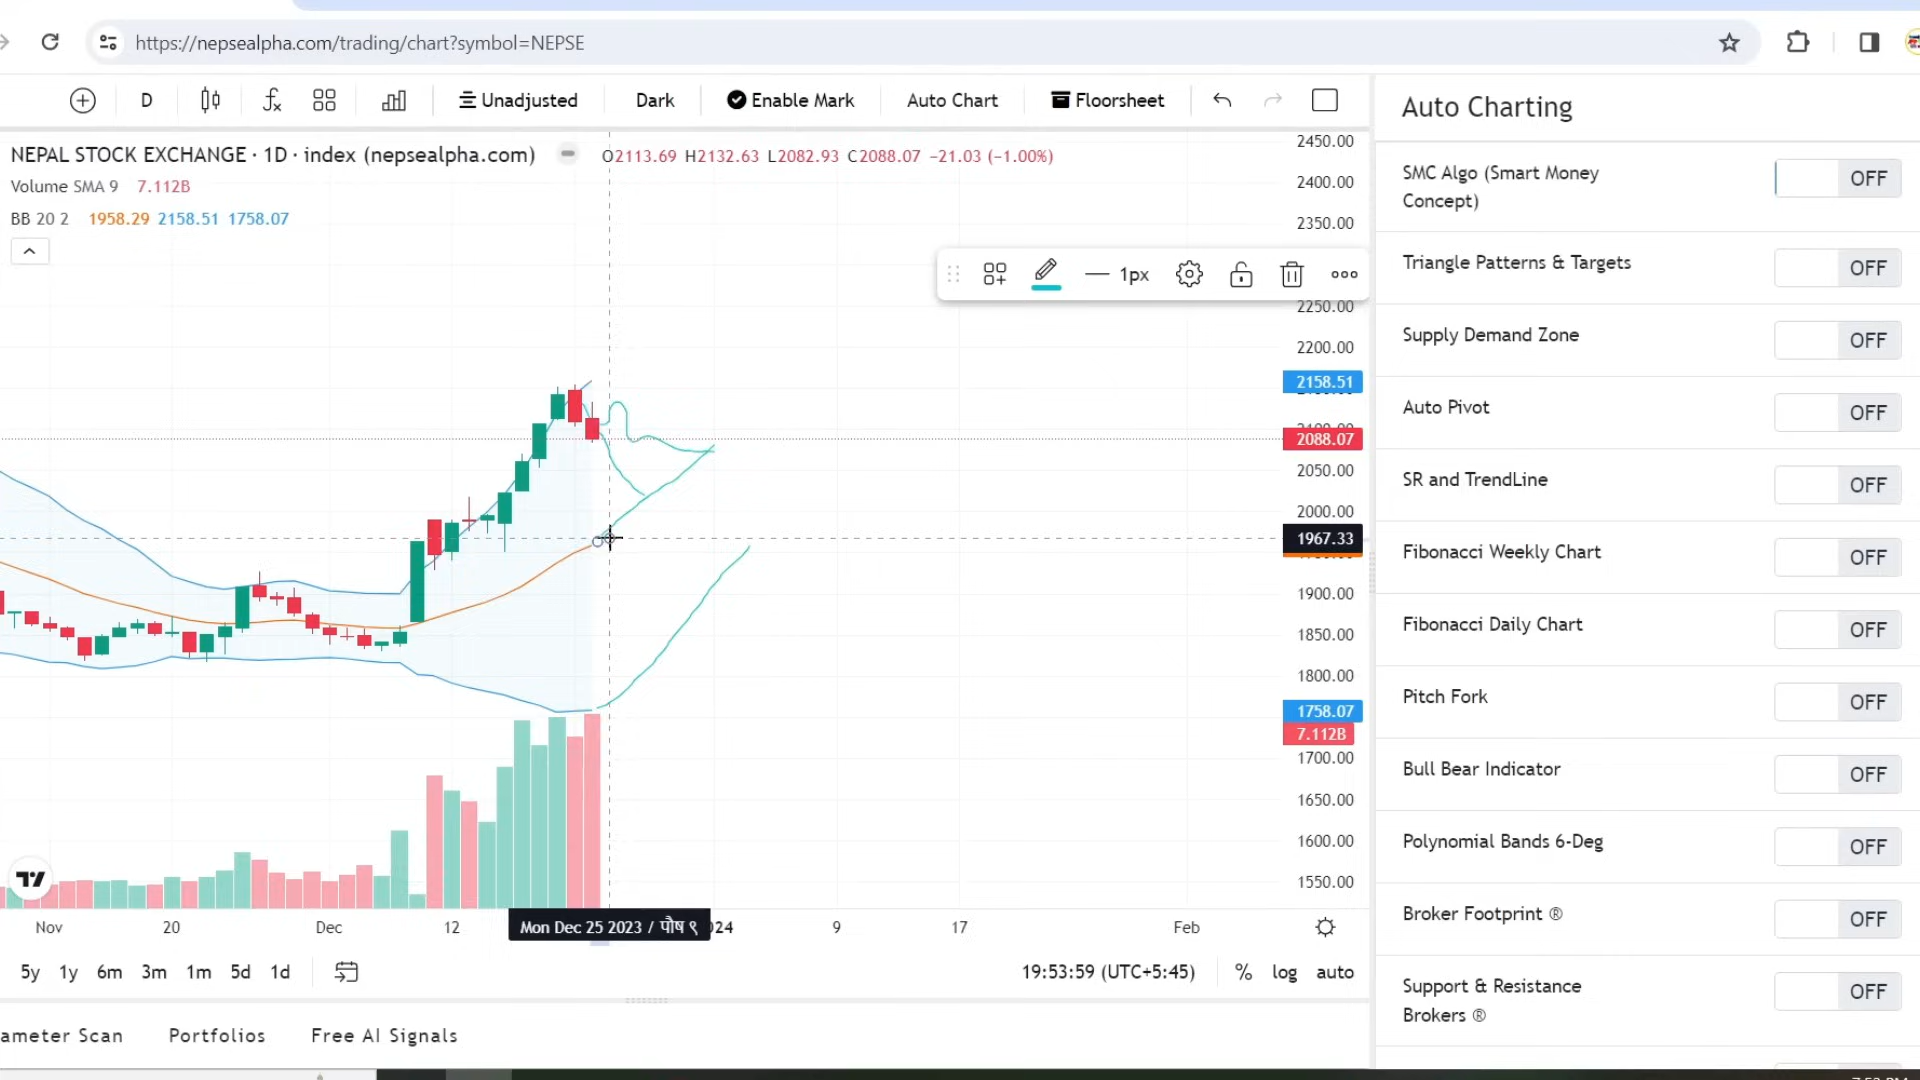 https://nepsealpha.com/trading/chart?symbol=NEPSE
D Unadjusted Dark Enable Mark Auto Chart Floorsheet
NEPAL STOCK EXCHANGE · 1D · index (nepsealpha.com) O2113.69 H2132.63 L2082.93 C2088.07 −21.03 (−1.00%)
Volume SMA 9 7.112B
BB 20 2 1958.29 2158.51 1758.07
1px
2450.00
2400.00
2350.00
2250.00
2200.00
2158.51
2088.07
2050.00
2000.00
1967.33
1900.00
1850.00
1800.00
1758.07
7.112B
1700.00
1650.00
1600.00
1550.00
Nov 20 Dec 12 Mon Dec 25 2023 / पौष ९ 24 9 17 Feb
5y 1y 6m 3m 1m 5d 1d 19:53:59 (UTC+5:45) % log auto
ameter Scan Portfolios Free AI Signals
Auto Charting
SMC Algo (Smart Money
Concept) OFF
Triangle Patterns & Targets OFF
Supply Demand Zone OFF
Auto Pivot OFF
SR and TrendLine OFF
Fibonacci Weekly Chart OFF
Fibonacci Daily Chart OFF
Pitch Fork OFF
Bull Bear Indicator OFF
Polynomial Bands 6-Deg OFF
Broker Footprint ® OFF
Support & Resistance
Brokers ® OFF